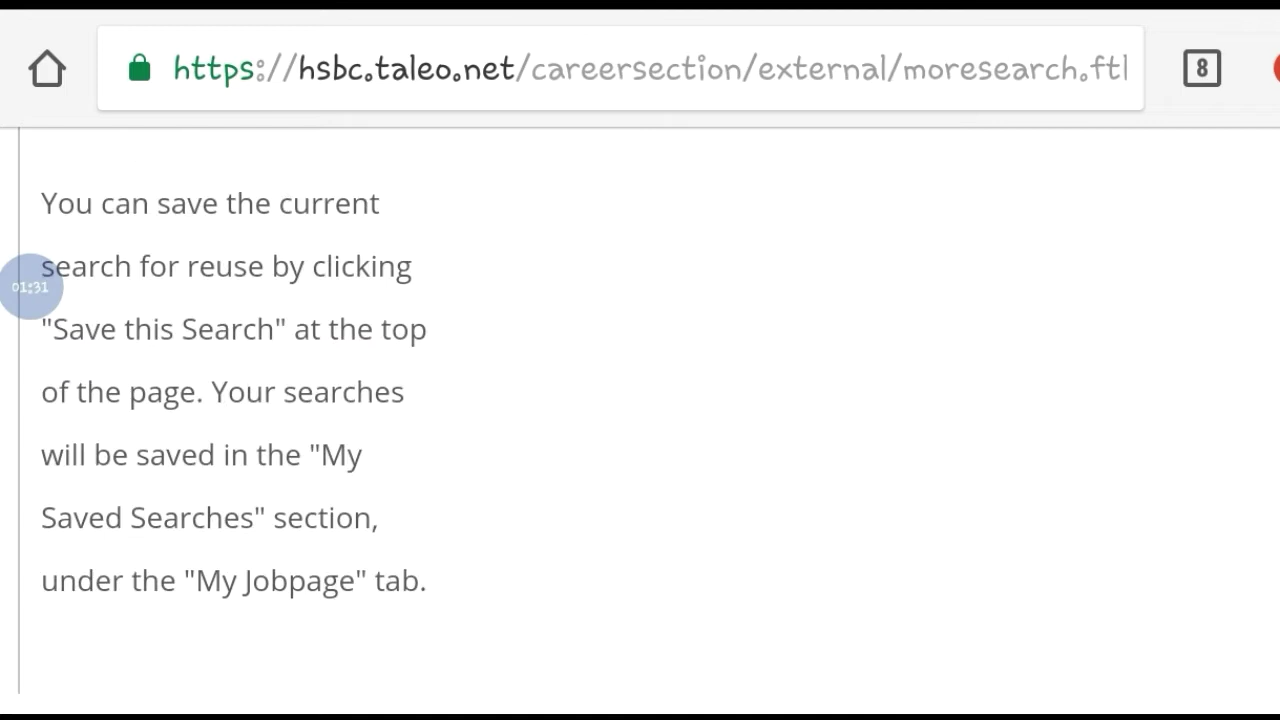 https://hsbc.taleo.net/careersection/external/moresearch.ftl
8
You can save the current
search for reuse by clicking
01:31
"Save this Search" at the top
of the page. Your searches
will be saved in the "My
Saved Searches" section,
under the "My Jobpage" tab.